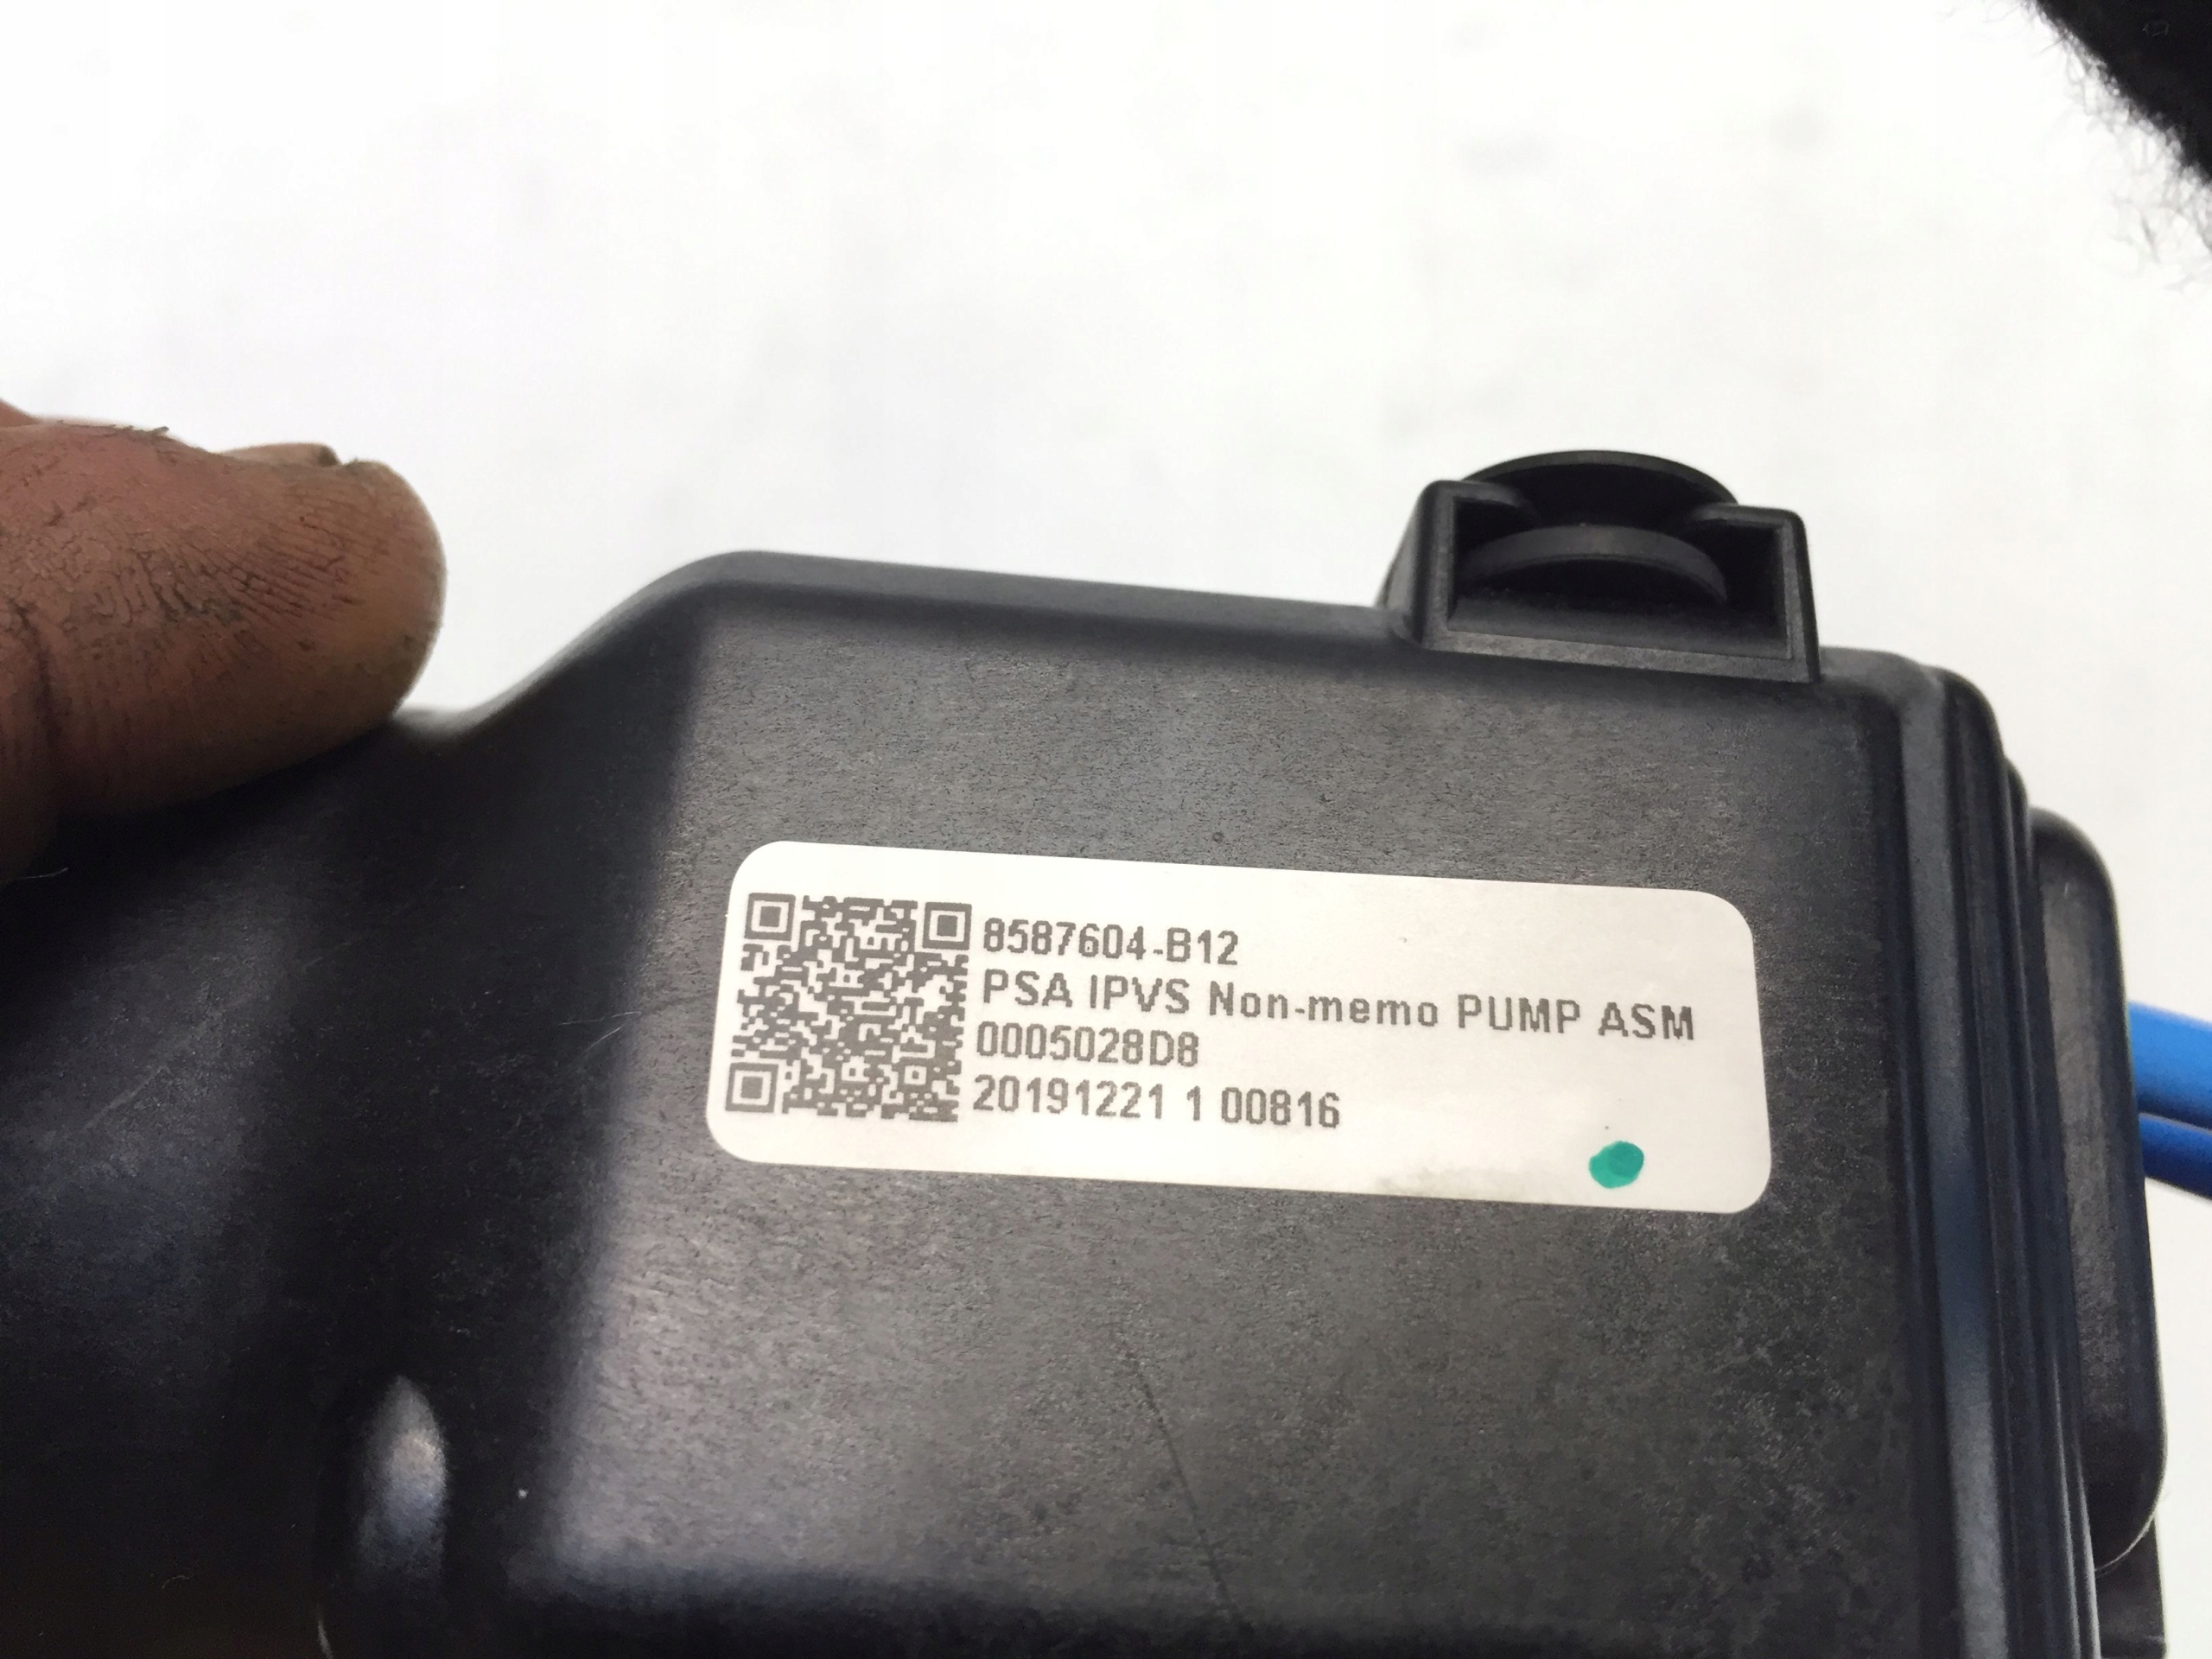 8587604-B12
PSA IPVS Non-memo PUMP ASM
0005028D8
20191221 1 00816